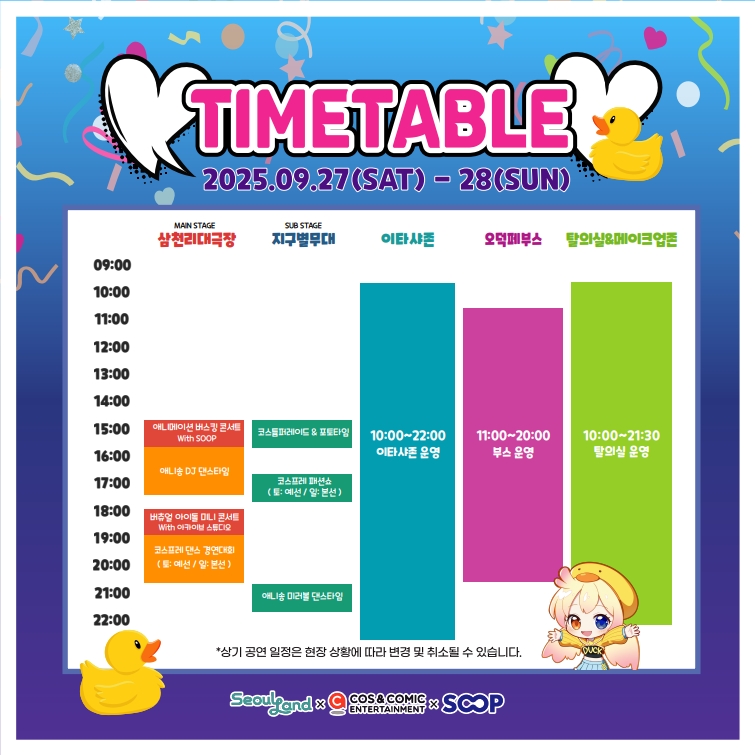 TIMETABLE
2025.09.27(SAT) - 28(SUN)
MAIN STAGE
삼천리대극장
SUB STAGE
지구별무대
이타샤존
오덕페부스
탈의실&메이크업존
09:00
10:00
11:00
12:00
13:00
14:00
15:00
16:00
17:00
18:00
19:00
20:00
21:00
22:00
애니메이션 버스킹 콘서트
With SOOP
애니송 DJ 댄스타임
버츄얼 아이돌 미니 콘서트
With 아카이브 스튜디오
코스프레 댄스 경연대회
( 토: 예선 / 일: 본선 )
코스튬퍼레이드 & 포토타임
코스프레 패션쇼
( 토: 예선 / 일: 본선 )
애니송 미러볼 댄스타임
10:00~22:00
이타샤존 운영
11:00~20:00
부스 운영
10:00~21:30
탈의실 운영
DUCK
*상기 공연 일정은 현장 상황에 따라 변경 및 취소될 수 있습니다.
SeoulLand × COS & COMIC ENTERTAINMENT × SOOP